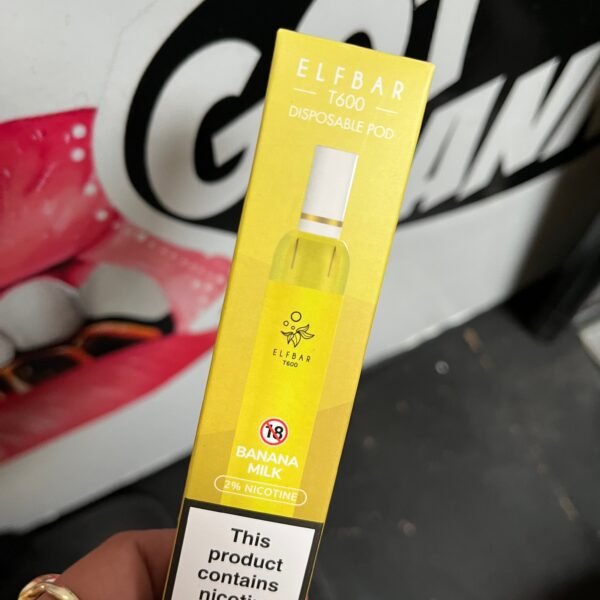 ELFBAR
T600
DISPOSABLE POD
ELFBAR
T600
18
BANANA
MILK
2% NICOTINE
This
product
contains